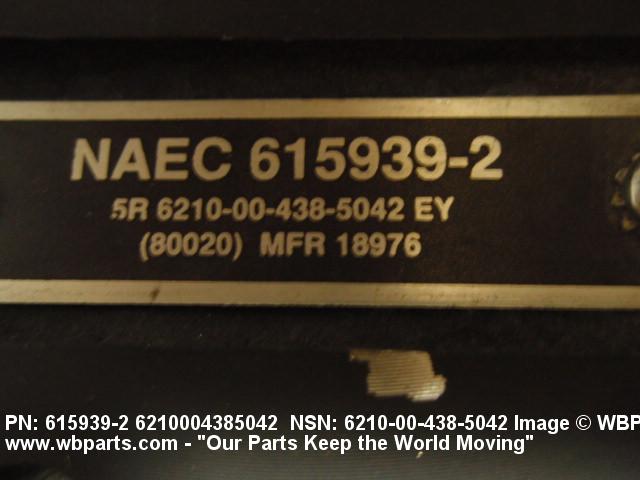 NAEC 615939-2
5R 6210-00-438-5042 EY
(80020) MFR 18976
PN: 615939-2 6210004385042 NSN: 6210-00-438-5042 Image © WBP
www.wbparts.com - "Our Parts Keep the World Moving"